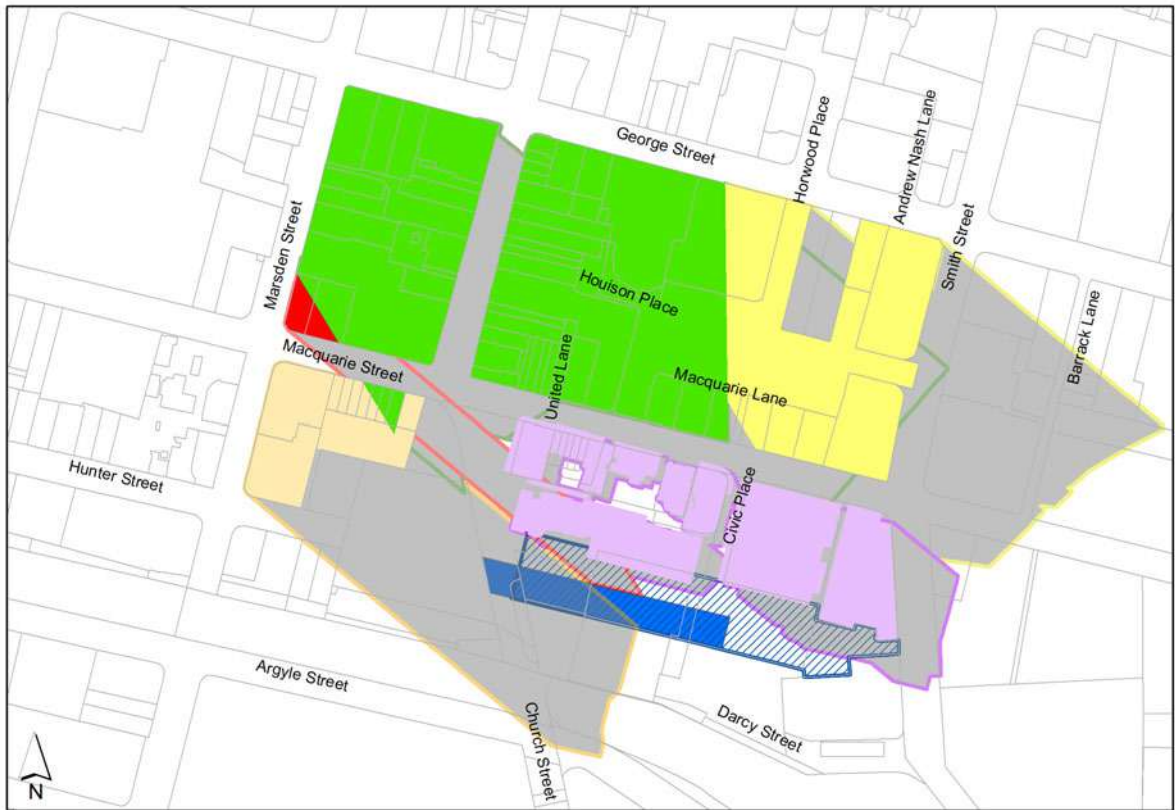 George Street
Horwood Place
Andrew Nash Lane
Smith Street
Barrack Lane
Marsden Street
Houison Place
Macquarie Street
United Lane
Macquarie Lane
Hunter Street
Civic Place
Argyle Street
Church Street
Darcy Street
N